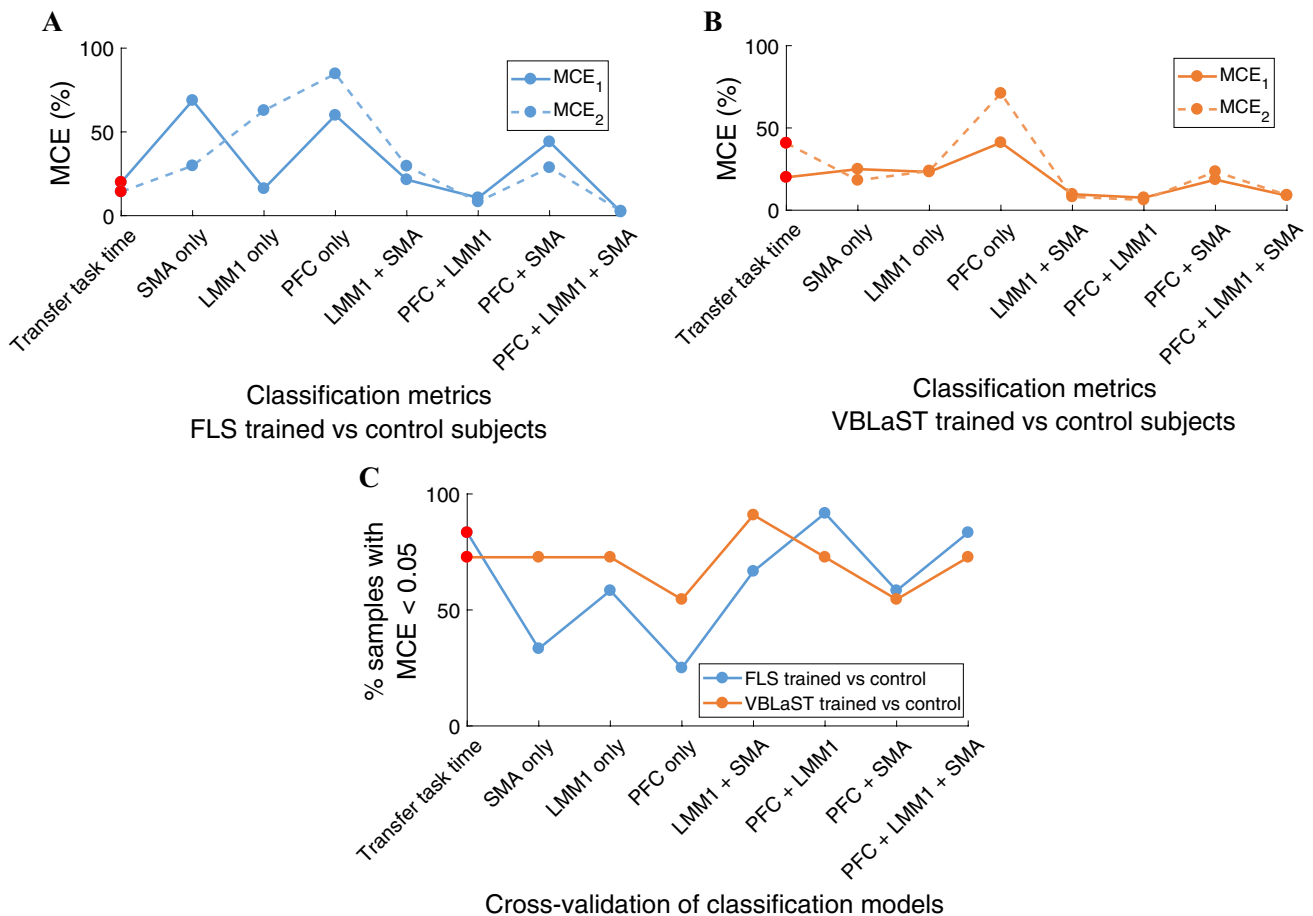 A
MCE (%)
100
50
0
MCE1
MCE2
Transfer task time
SMA only
LMM1 only
PFC only
LMM1 + SMA
PFC + LMM1
PFC + SMA
PFC + LMM1 + SMA
Classification metrics
FLS trained vs control subjects
B
MCE (%)
100
50
0
MCE1
MCE2
Transfer task time
SMA only
LMM1 only
PFC only
LMM1 + SMA
PFC + LMM1
PFC + SMA
PFC + LMM1 + SMA
Classification metrics
VBLaST trained vs control subjects
C
% samples with
MCE < 0.05
100
50
0
FLS trained vs control
VBLaST trained vs control
Transfer task time
SMA only
LMM1 only
PFC only
LMM1 + SMA
PFC + LMM1
PFC + SMA
PFC + LMM1 + SMA
Cross-validation of classification models